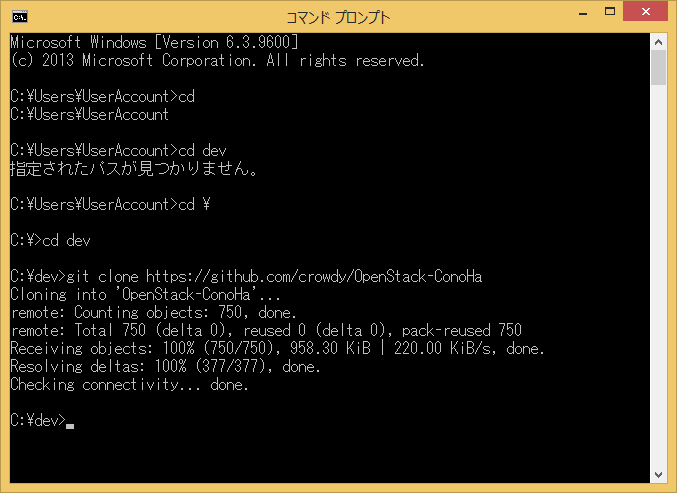 コマンド プロンプト
Microsoft Windows [Version 6.3.9600]
(c) 2013 Microsoft Corporation. All rights reserved.
C:¥Users¥UserAccount>cd
C:¥Users¥UserAccount
C:¥Users¥UserAccount>cd dev
指定されたパスが見つかりません。
C:¥Users¥UserAccount>cd ¥
C:¥>cd dev
C:¥dev>git clone https://github.com/crowdy/OpenStack-ConoHa
Cloning into 'OpenStack-ConoHa'...
remote: Counting objects: 750, done.
remote: Total 750 (delta 0), reused 0 (delta 0), pack-reused 750
Receiving objects: 100% (750/750), 958.30 KiB | 220.00 KiB/s, done.
Resolving deltas: 100% (377/377), done.
Checking connectivity... done.
C:¥dev>